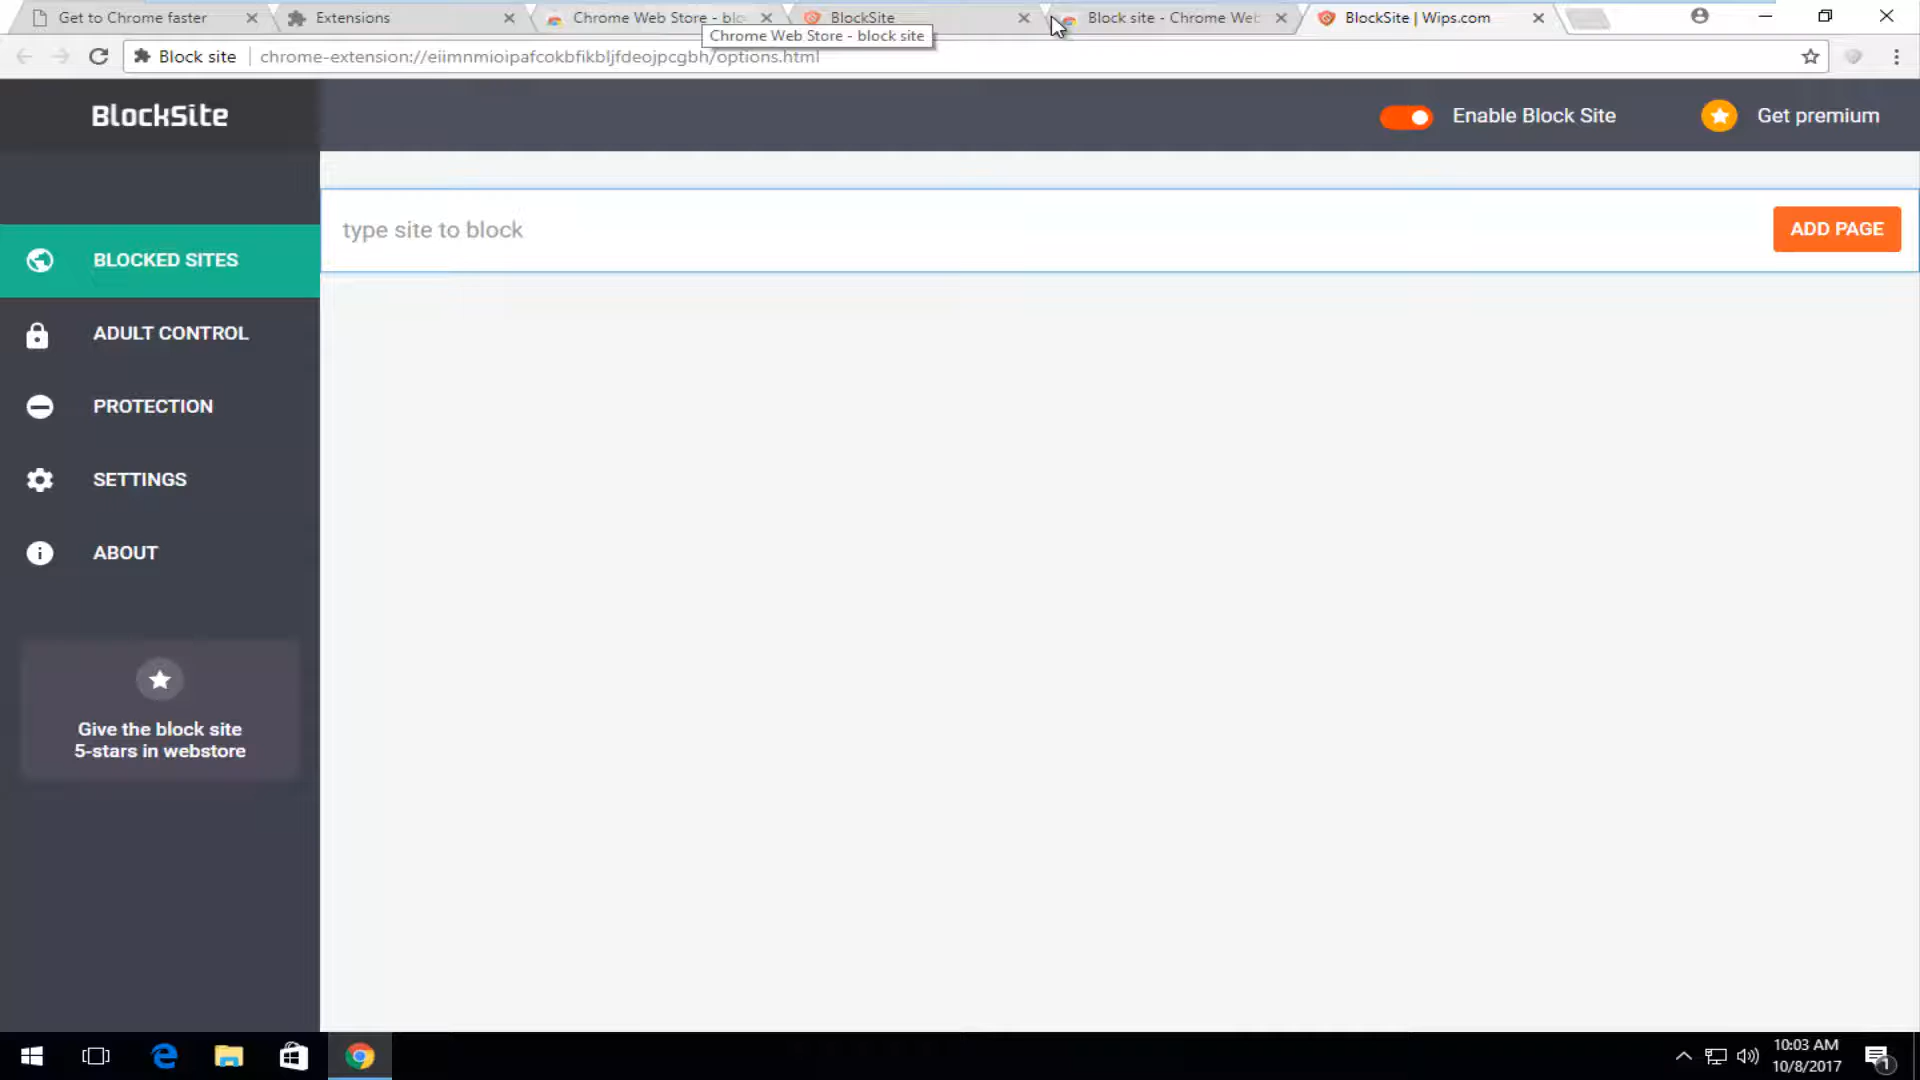 Get to Chrome faster
Extensions
Chrome Web Store - blo
BlockSite
Block site - Chrome Web
BlockSite | Wips.com
Chrome Web Store - block site
Block site
chrome-extension://eiimnmioipafcokbfikbljfdeojpcgbh/options.html
BlockSite
Enable Block Site
Get premium
type site to block
ADD PAGE
BLOCKED SITES
ADULT CONTROL
PROTECTION
SETTINGS
ABOUT
Give the block site
5-stars in webstore
10:03 AM
10/8/2017
1